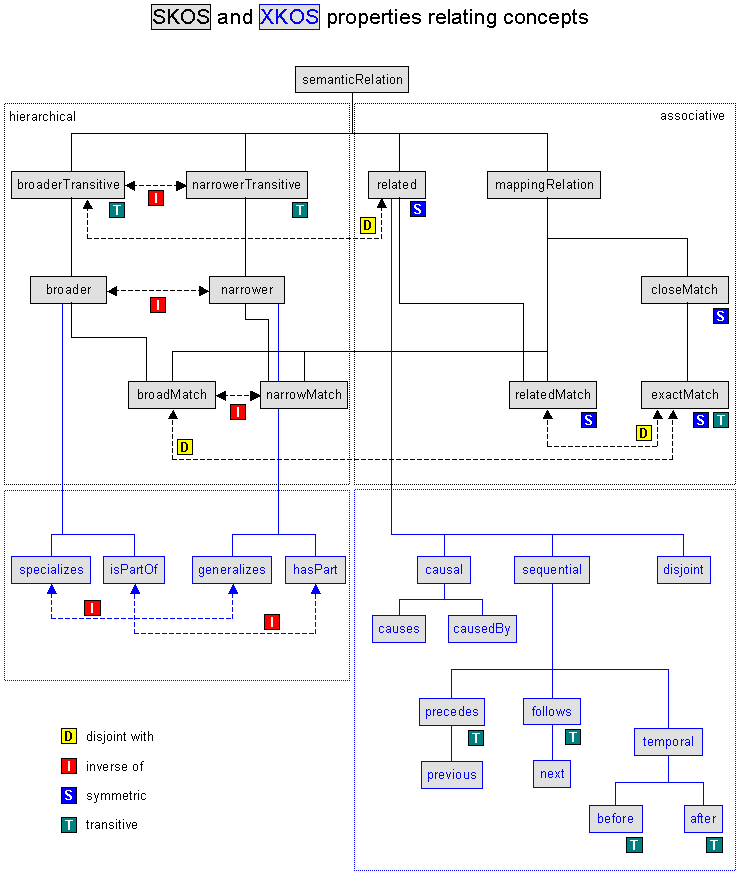 SKOS and XKOS properties relating concepts
semanticRelation
hierarchical
associative
broaderTransitive
narrowerTransitive
related
mappingRelation
I
T
T
D
S
broader
narrower
closeMatch
I
S
broadMatch
narrowMatch
relatedMatch
exactMatch
I
S
S T
D
D
specializes
isPartOf
generalizes
hasPart
causal
sequential
disjoint
I
I
causes
causedBy
precedes
follows
T
T
temporal
previous
next
before
after
T
T
D disjoint with
I inverse of
S symmetric
T transitive